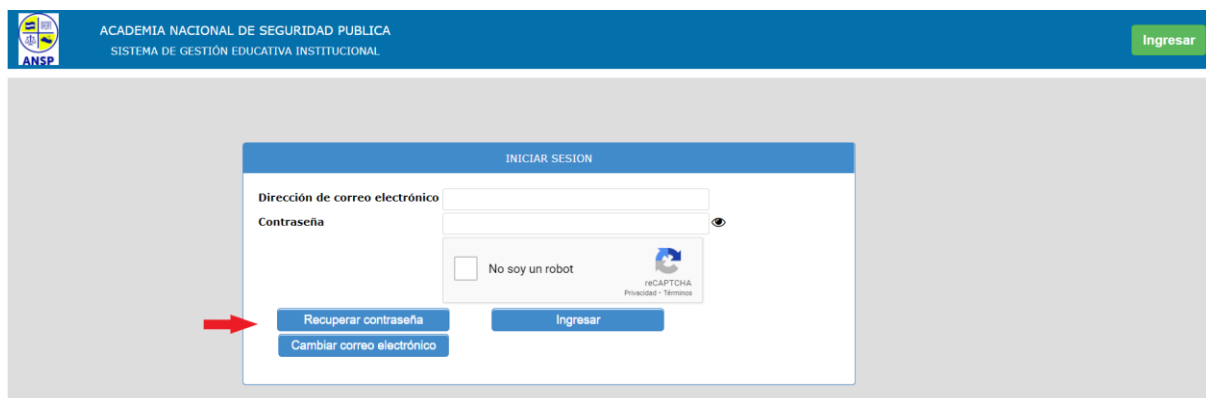 ACADEMIA NACIONAL DE SEGURIDAD PUBLICA
SISTEMA DE GESTIÓN EDUCATIVA INSTITUCIONAL
ANSP
Ingresar
INICIAR SESION
Dirección de correo electrónico
Contraseña
No soy un robot
reCAPTCHA
Privacidad - Términos
Recuperar contraseña
Ingresar
Cambiar correo electrónico